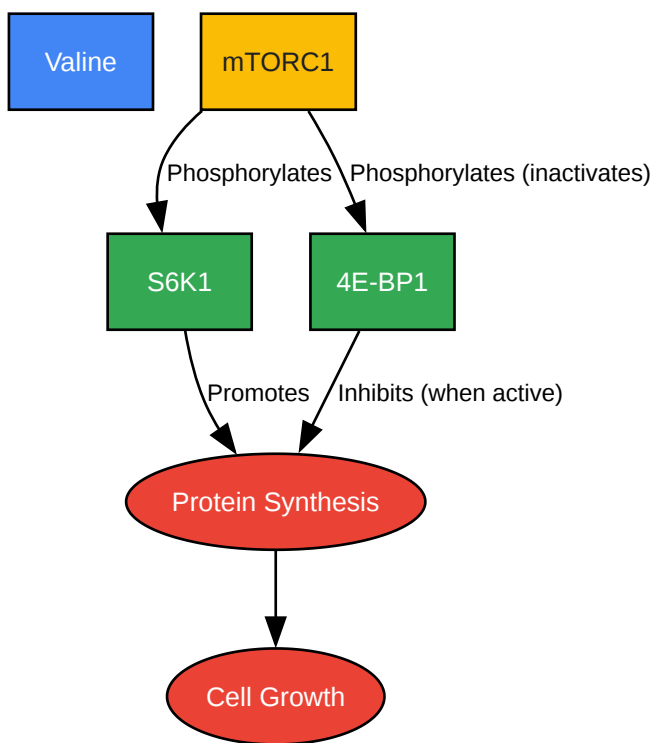 Valine
mTORC1
Phosphorylates
Phosphorylates (inactivates)
S6K1
4E-BP1
Promotes
Inhibits (when active)
Protein Synthesis
Cell Growth